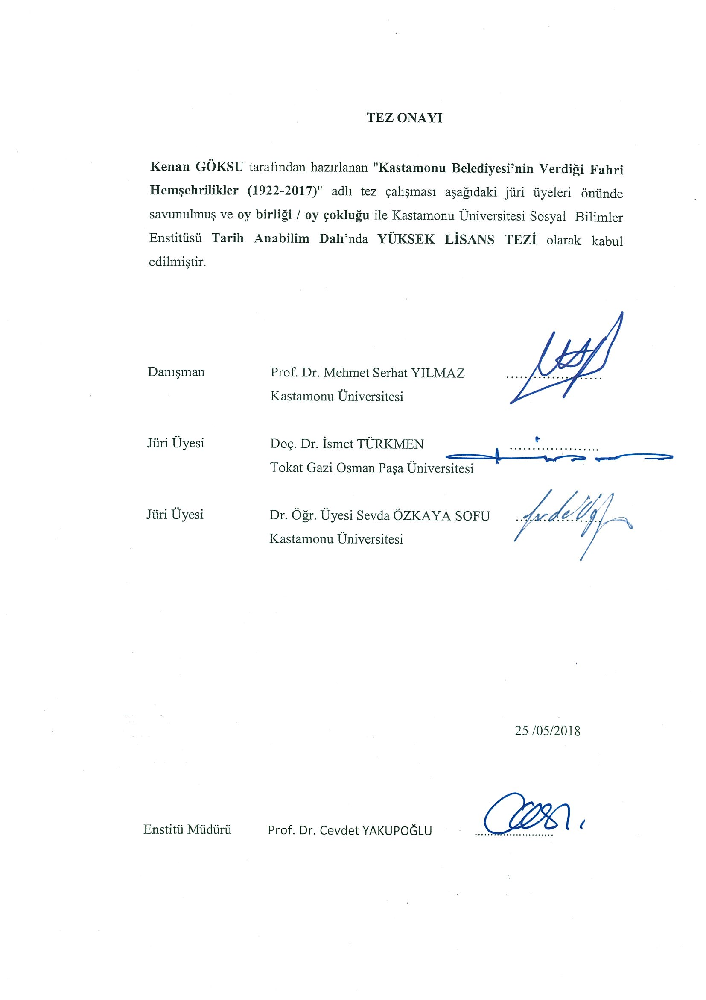 TEZ ONAYI
Kenan GÖKSU tarafından hazırlanan "Kastamonu Belediyesi’nin Verdiği Fahri
Hemşehrilikler (1922-2017)" adlı tez çalışması aşağıdaki jüri üyeleri önünde
savunulmuş ve oy birliği / oy çokluğu ile Kastamonu Üniversitesi Sosyal Bilimler
Enstitüsü Tarih Anabilim Dalı’nda YÜKSEK LİSANS TEZİ olarak kabul
edilmiştir.
Danışman Prof. Dr. Mehmet Serhat YILMAZ
Kastamonu Üniversitesi
Jüri Üyesi Doç. Dr. İsmet TÜRKMEN
Tokat Gazi Osman Paşa Üniversitesi
Jüri Üyesi Dr. Öğr. Üyesi Sevda ÖZKAYA SOFU
Kastamonu Üniversitesi
25 /05/2018
Enstitü Müdürü Prof. Dr. Cevdet YAKUPOĞLU